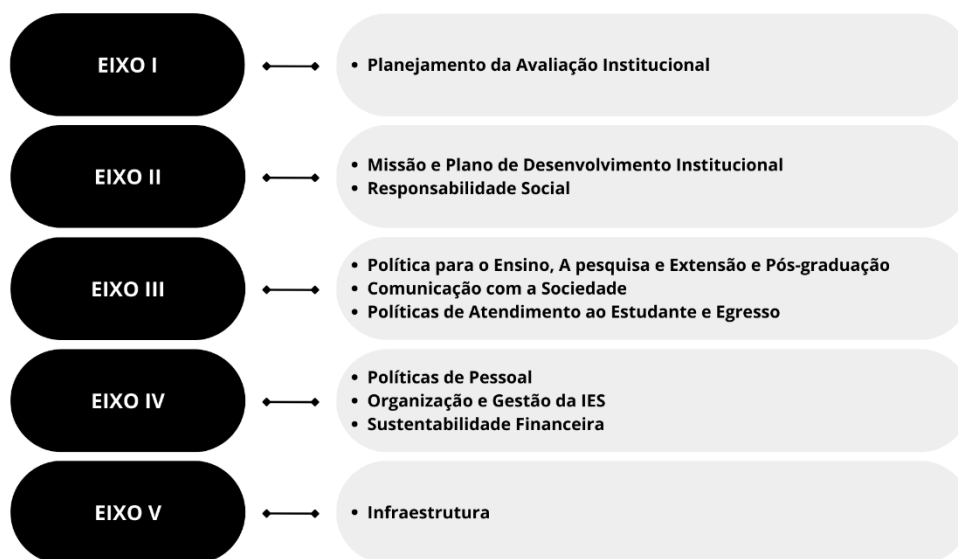 EIXO I
• Planejamento da Avaliação Institucional
EIXO II
• Missão e Plano de Desenvolvimento Institucional
• Responsabilidade Social
EIXO III
• Política para o Ensino, A pesquisa e Extensão e Pós-graduação
• Comunicação com a Sociedade
• Políticas de Atendimento ao Estudante e Egresso
EIXO IV
• Políticas de Pessoal
• Organização e Gestão da IES
• Sustentabilidade Financeira
EIXO V
• Infraestrutura